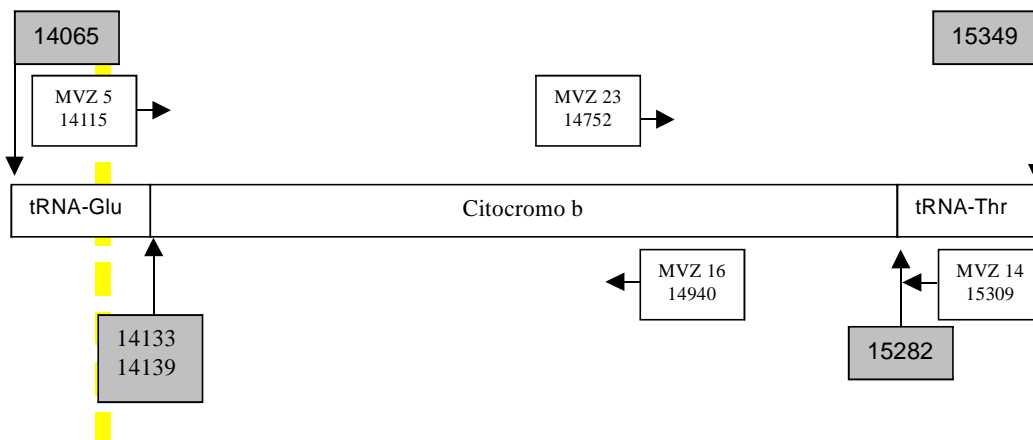 14065
15349
MVZ 5
14115
MVZ 23
14752
tRNA-Glu
Citocromo b
tRNA-Thr
MVZ 16
14940
MVZ 14
15309
14133
14139
15282